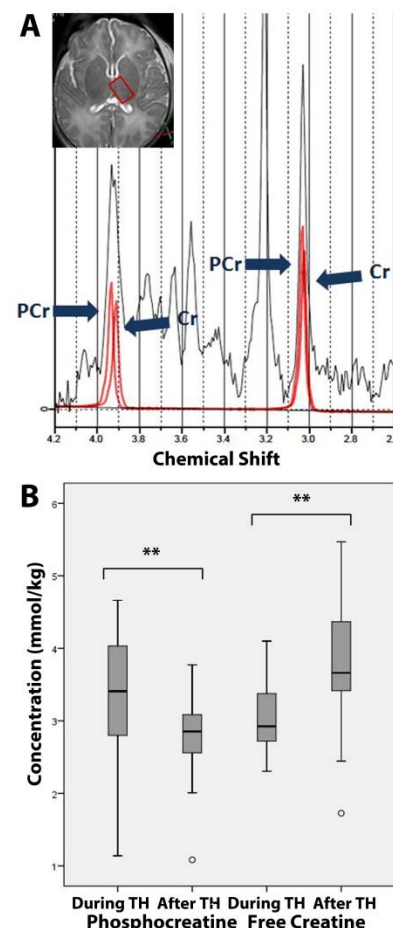 A
PCr
Cr
PCr
Cr
0
4.2 4.0 3.8 3.6 3.4 3.2 3.0 2.8 2.
Chemical Shift
B
Concentration (mmol/kg)
6
5
4
3
2
1
**
**
During TH After TH During TH After TH
Phosphocreatine Free Creatine